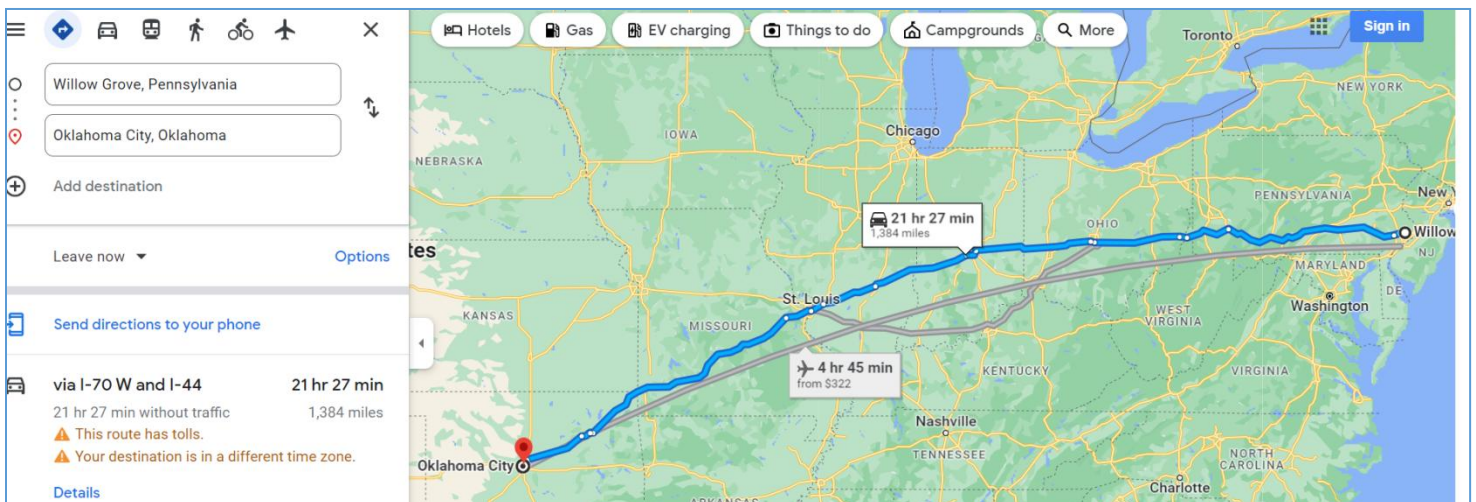 Willow Grove, Pennsylvania
Oklahoma City, Oklahoma
Add destination
Leave now
Options
Send directions to your phone
via I-70 W and I-44
21 hr 27 min
21 hr 27 min without traffic
1,384 miles
This route has tolls.
Your destination is in a different time zone.
Details
Hotels
Gas
EV charging
Things to do
Campgrounds
More
Sign in
Toronto
NEW YORK
IOWA
Chicago
NEBRASKA
PENNSYLVANIA
New Y
21 hr 27 min
1,384 miles
OHIO
Willow
tes
NJ
MARYLAND
St. Louis
DE
Washington
KANSAS
MISSOURI
WEST
VIRGINIA
4 hr 45 min
from $322
KENTUCKY
VIRGINIA
Nashville
TENNESSEE
NORTH
CAROLINA
Oklahoma City
Charlotte
ARKANSAS